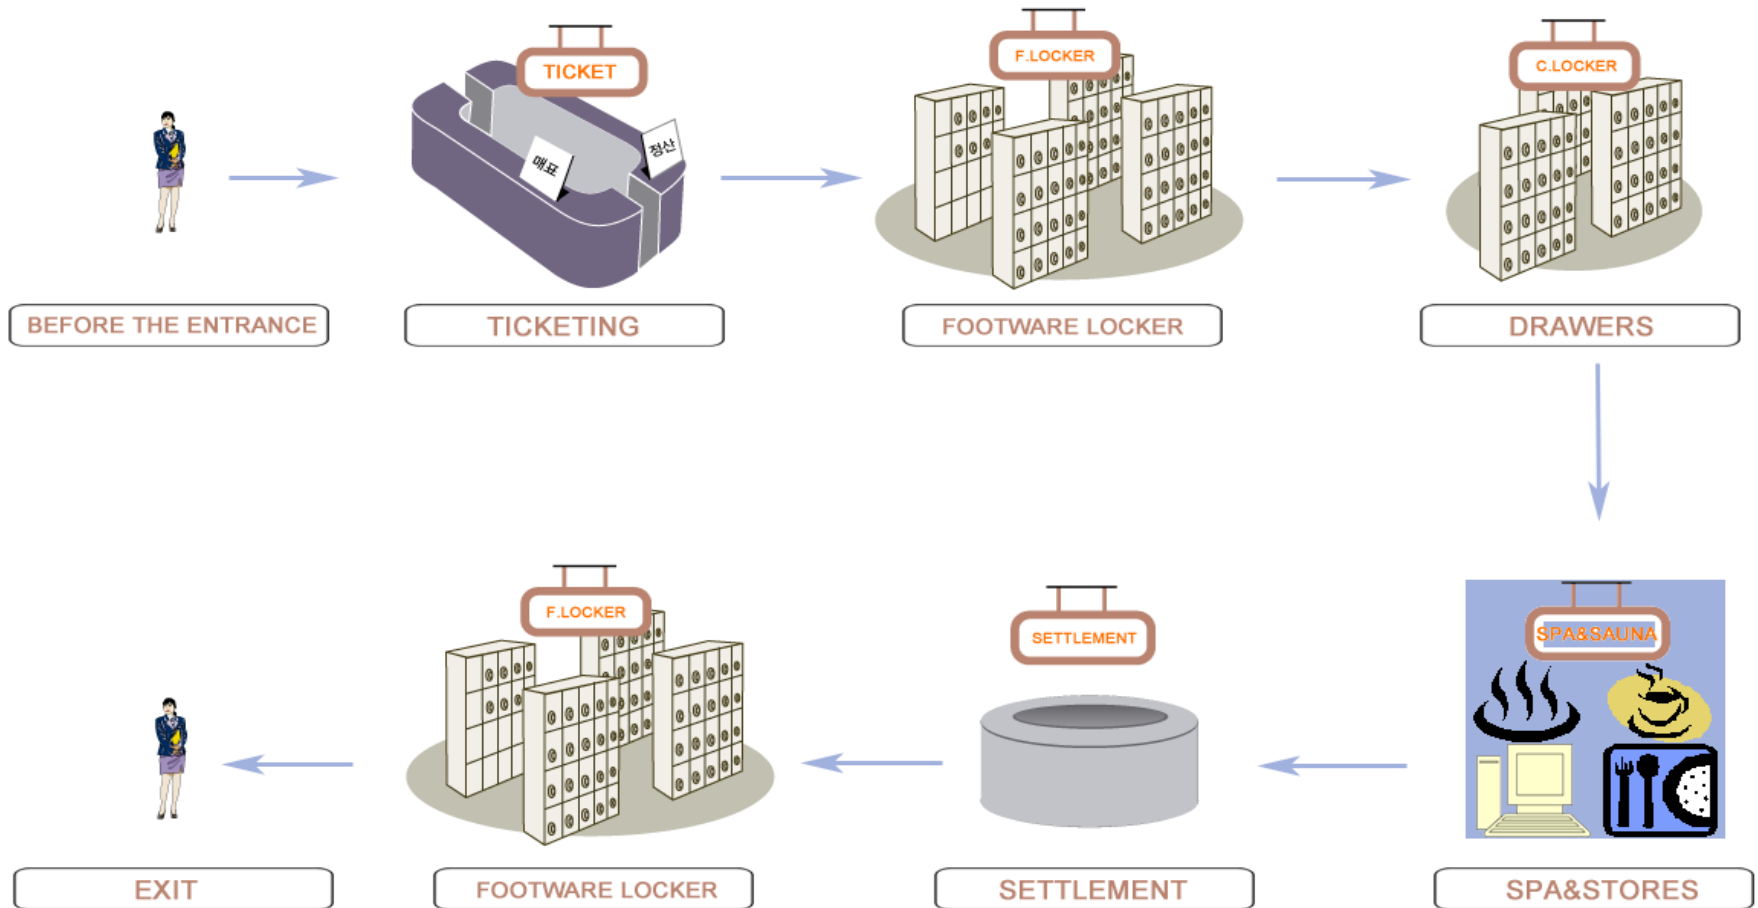 TICKET
매표
정산
F.LOCKER
C.LOCKER
BEFORE THE ENTRANCE
TICKETING
FOOTWARE LOCKER
DRAWERS
F.LOCKER
SETTLEMENT
SPA&SAUNA
EXIT
FOOTWARE LOCKER
SETTLEMENT
SPA&STORES